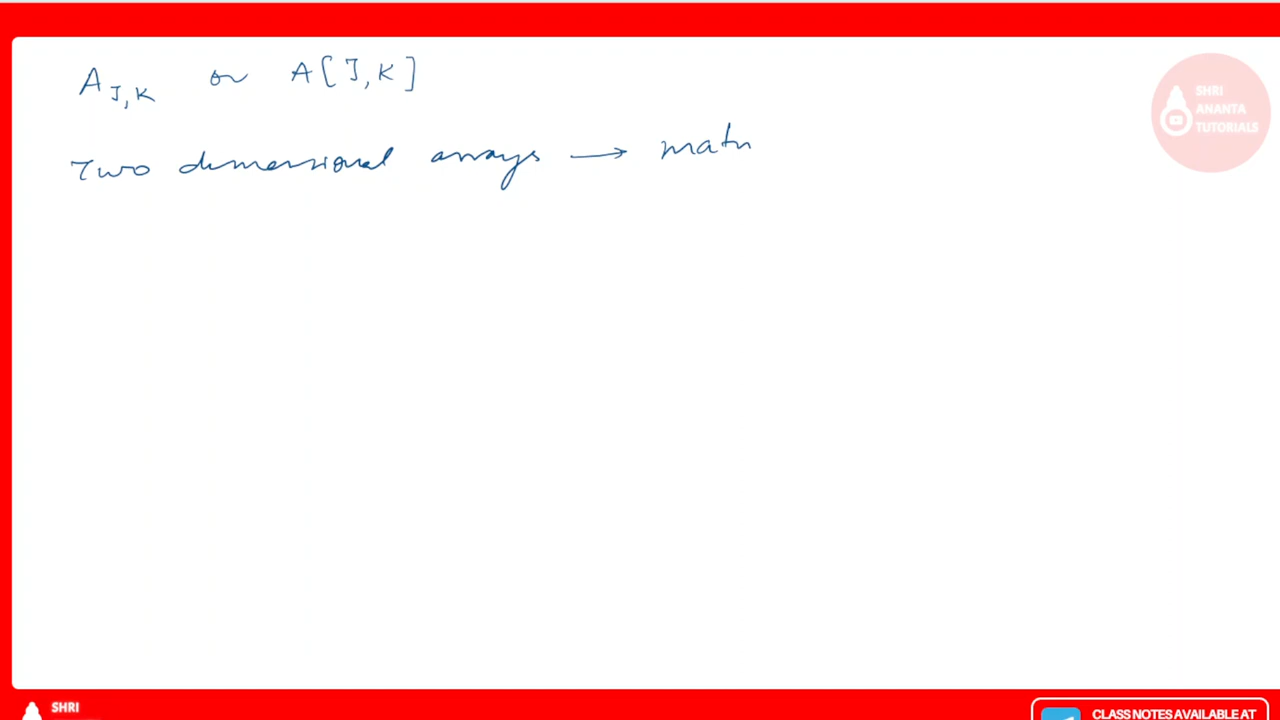 A J,K or A[J,K]
Two dimensional arrays → matr
SHRI
ANANTA
TUTORIALS
SHRI
CLASS NOTES AVAILABLE AT